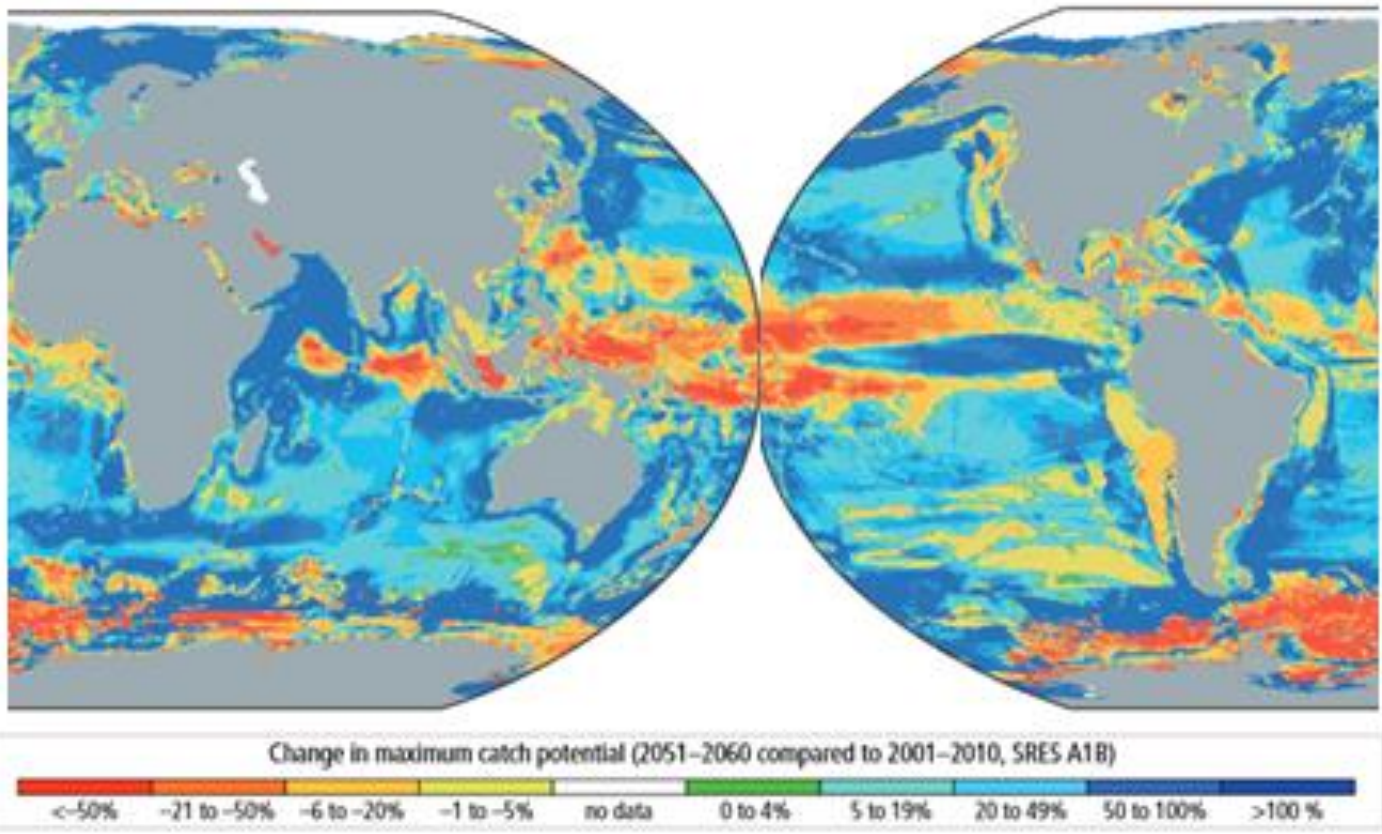 Change in maximum catch potential (2051–2060 compared to 2001–2010, SRES A1B)
<–50% –21 to –50% –6 to –20% –1 to –5% no data 0 to 4% 5 to 19% 20 to 49% 50 to 100% >100 %